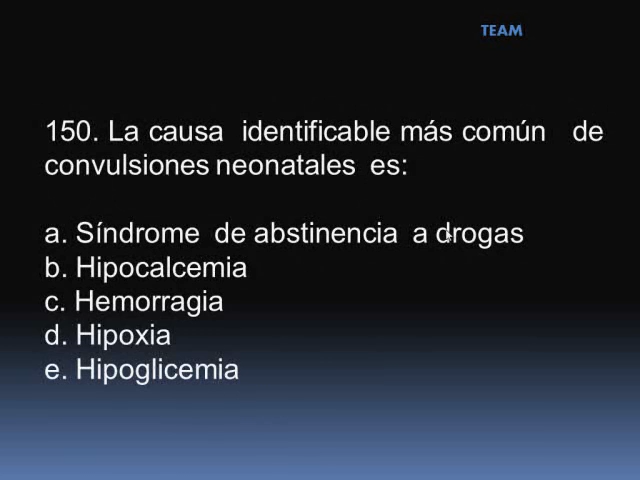 TEAM
150. La causa identificable más común de
convulsiones neonatales es:
a. Síndrome de abstinencia a drogas
b. Hipocalcemia
c. Hemorragia
d. Hipoxia
e. Hipoglicemia